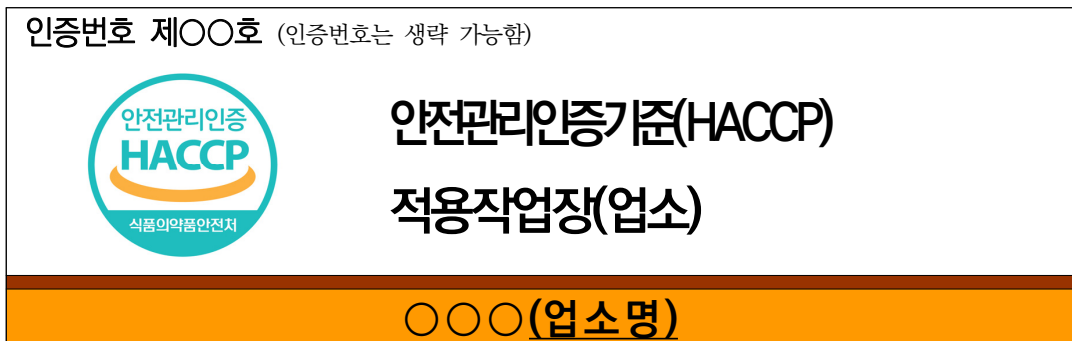 인증번호 제○○호 (인증번호는 생략 가능함)
안전관리인증
HACCP
식품의약품안전처
안전관리인증기준(HACCP)
적용작업장(업소)
○○○(업소명)